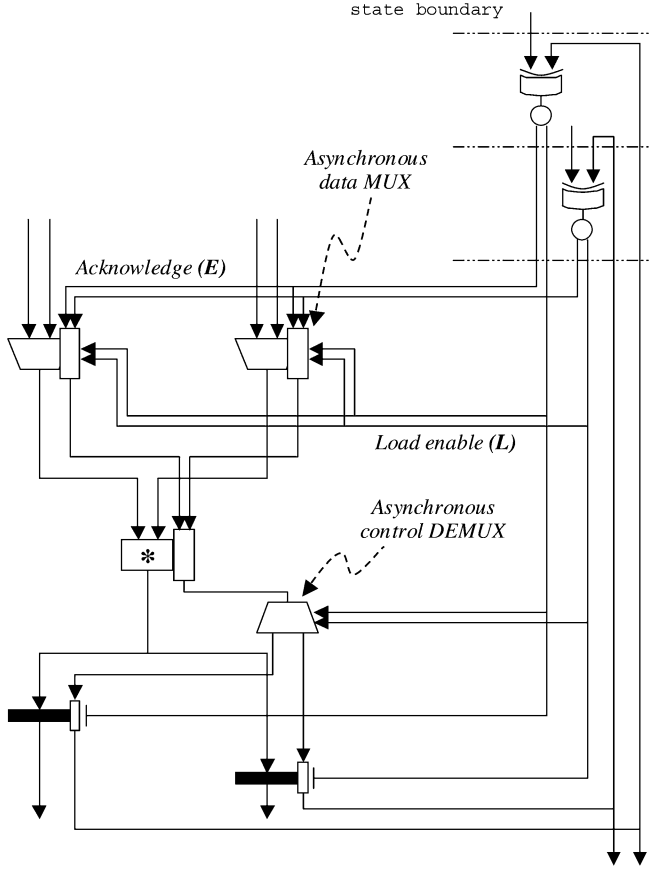 state boundary
Asynchronous
data MUX
Acknowledge (E)
Load enable (L)
Asynchronous
control DEMUX
*